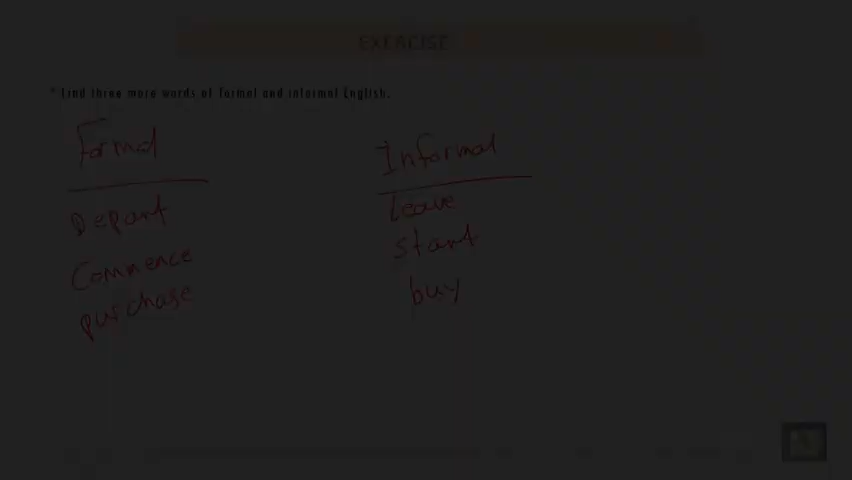 EXERCISE
* Find three more words of formal and informal English.
Formal Informal
Depart Leave
Commence start
purchase buy